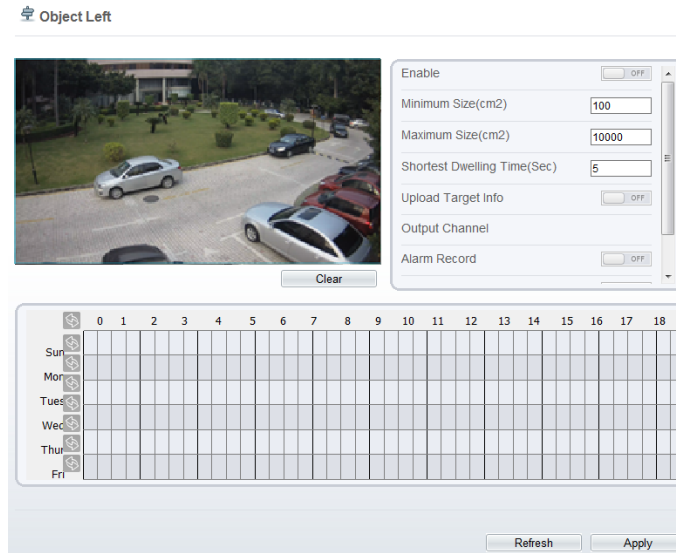 Object Left
Enable OFF
Minimum Size(cm2) 100
Maximum Size(cm2) 10000
Shortest Dwelling Time(Sec) 5
Upload Target Info OFF
Output Channel
Alarm Record OFF
Clear
0 1 2 3 4 5 6 7 8 9 10 11 12 13 14 15 16 17 18
Sun
Mon
Tues
Wed
Thur
Fri
Refresh Apply